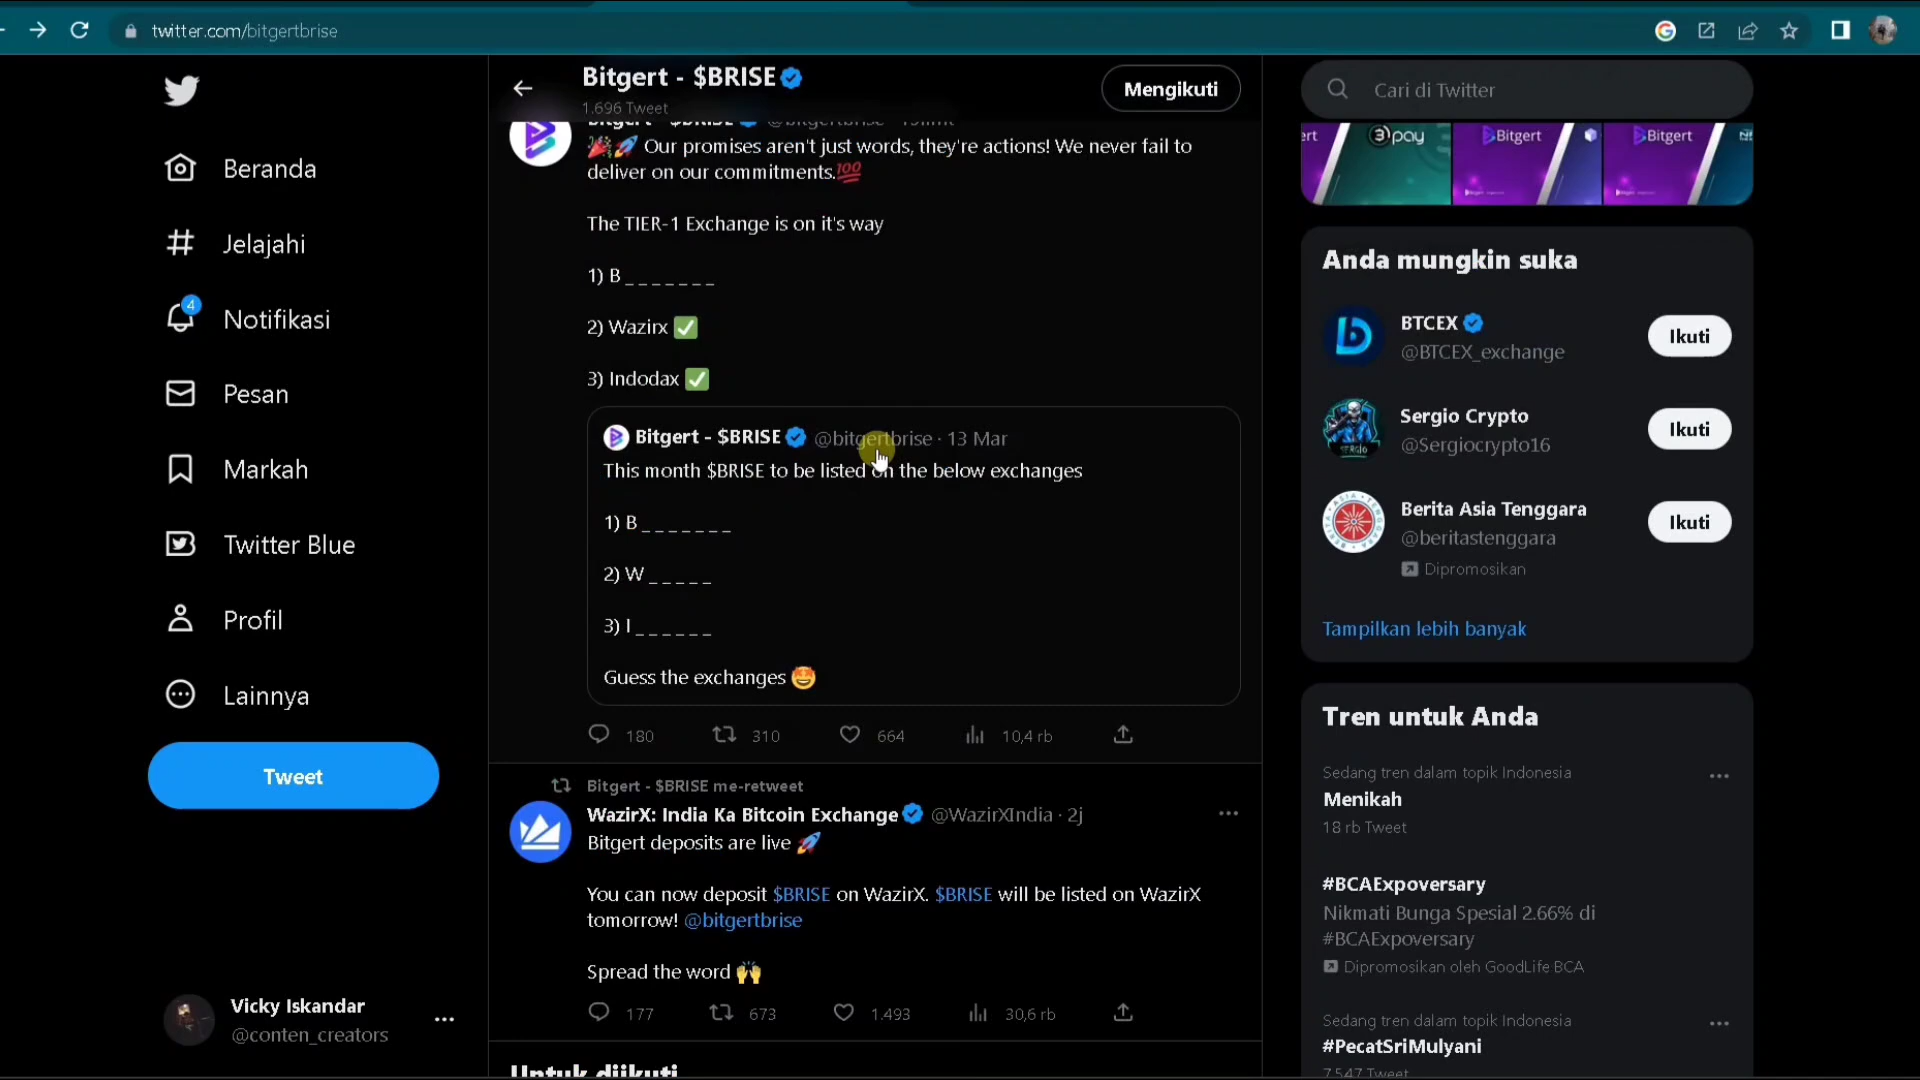 twitter.com/bitgertbrise
Beranda
Jelajahi
4
Notifikasi
Pesan
Markah
Twitter Blue
Profil
Lainnya
Tweet
Vicky Iskandar
@conten_creators
Bitgert - $BRISE
1.696 Tweet
Mengikuti
Bitgert - $BRISE @bitgertbrise
🎉🚀 Our promises aren't just words, they're actions! We never fail to
deliver on our commitments.💯
The TIER-1 Exchange is on it's way
1) B _ _ _ _ _ _ _
2) Wazirx ✅
3) Indodax ✅
Bitgert - $BRISE @bitgertbrise · 13 Mar
This month $BRISE to be listed on the below exchanges
1) B _ _ _ _ _ _ _
2) W _ _ _ _ _
3) I _ _ _ _ _ _
Guess the exchanges 🤩
180 310 664 10,4 rb
Bitgert - $BRISE me-retweet
WazirX: India Ka Bitcoin Exchange @WazirXIndia · 2j
Bitgert deposits are live 🚀
You can now deposit $BRISE on WazirX. $BRISE will be listed on WazirX
tomorrow! @bitgertbrise
Spread the word 🙌
177 673 1.493 30,6 rb
Untuk diikuti
Cari di Twitter
ert 3pay Bitgert Bitgert
Anda mungkin suka
BTCEX
@BTCEX_exchange
Ikuti
Sergio Crypto
@Sergiocrypto16
Ikuti
Berita Asia Tenggara
@beritastenggara
Dipromosikan
Ikuti
Tampilkan lebih banyak
Tren untuk Anda
Sedang tren dalam topik Indonesia
Menikah
18 rb Tweet
#BCAExpoversary
Nikmati Bunga Spesial 2.66% di
#BCAExpoversary
Dipromosikan oleh GoodLife BCA
Sedang tren dalam topik Indonesia
#PecatSriMulyani
7.547 Tweet